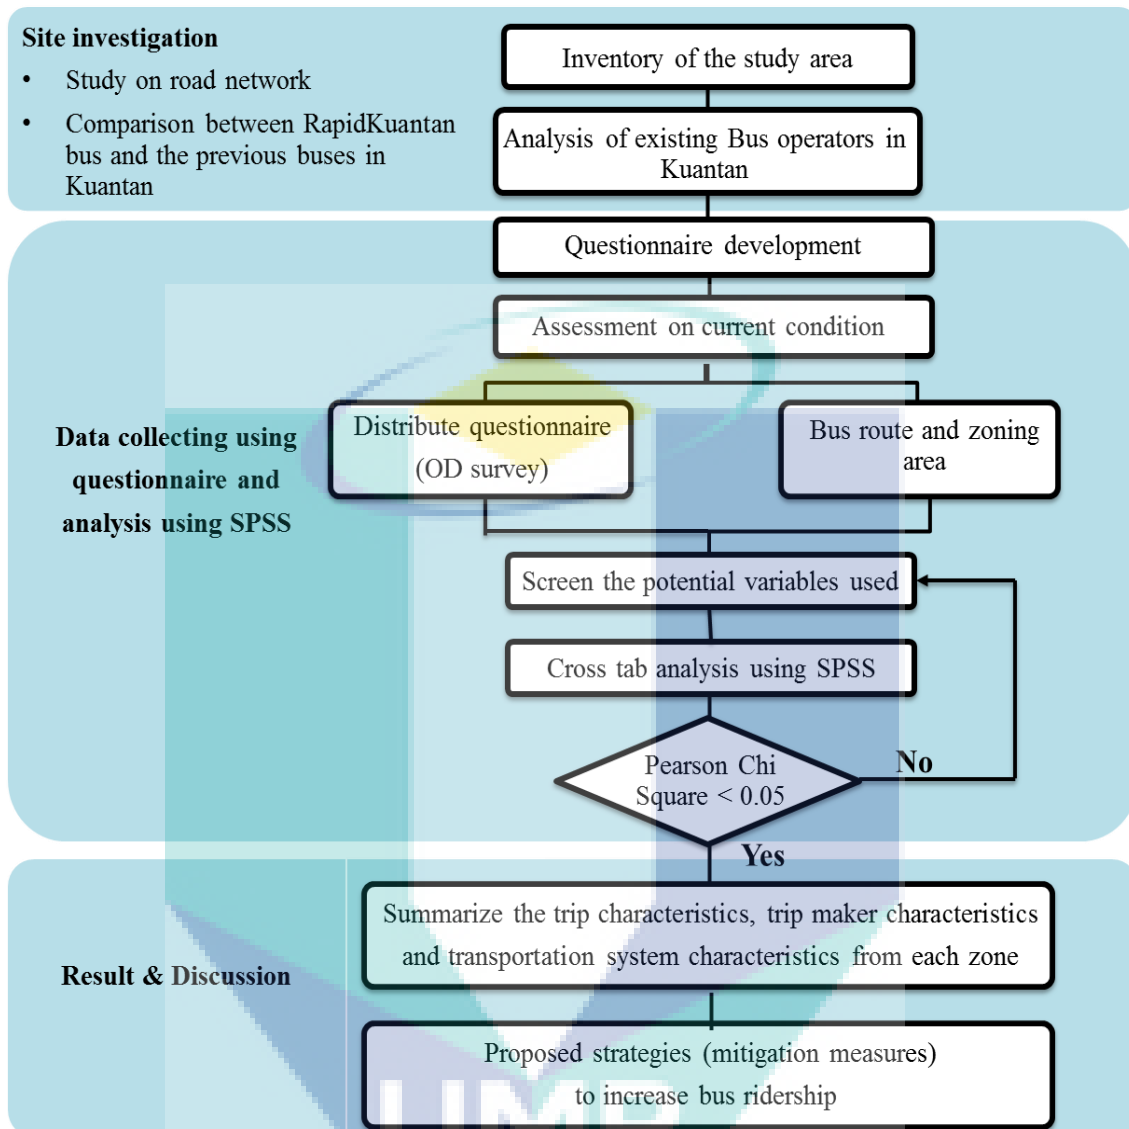 Site investigation
• Study on road network
• Comparison between RapidKuantan
bus and the previous buses in
Kuantan
Inventory of the study area
Analysis of existing Bus operators in
Kuantan
Questionnaire development
Assessment on current condition
Data collecting using
questionnaire and
analysis using SPSS
Distribute questionnaire
(OD survey)
Bus route and zoning
area
Screen the potential variables used
Cross tab analysis using SPSS
Pearson Chi
Square < 0.05
No
Yes
Result & Discussion
Summarize the trip characteristics, trip maker characteristics
and transportation system characteristics from each zone
Proposed strategies (mitigation measures)
to increase bus ridership
UMP